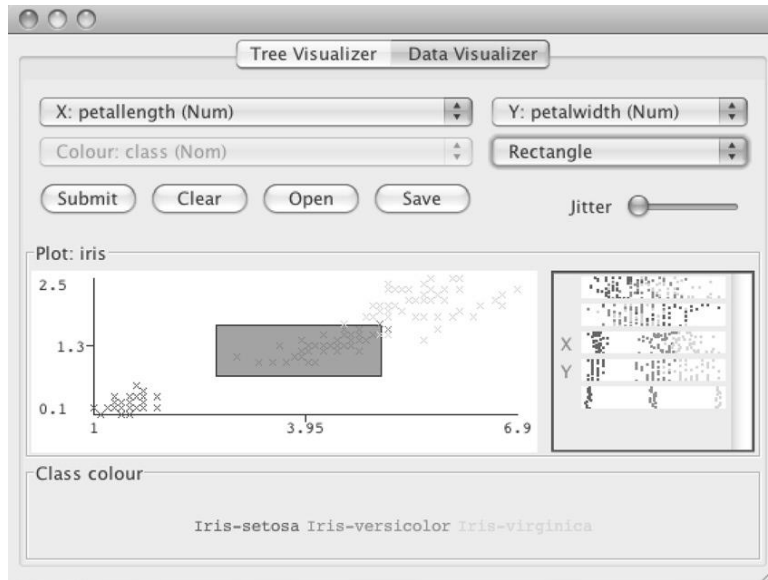 Tree Visualizer Data Visualizer
X: petallength (Num) Y: petalwidth (Num)
Colour: class (Nom) Rectangle
Submit Clear Open Save Jitter
Plot: iris
2.5
1.3
0.1
1 3.95 6.9
X
Y
Class colour
Iris-setosa Iris-versicolor Iris-virginica